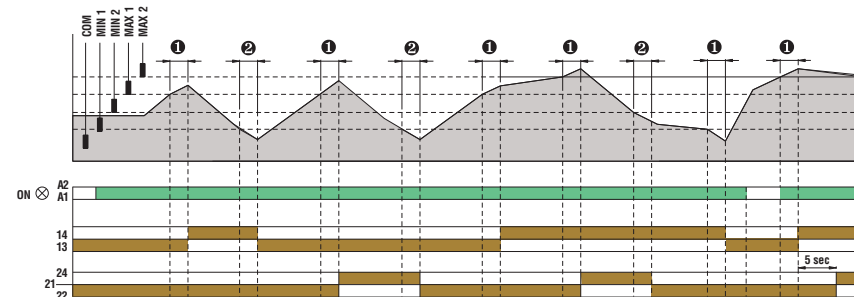 COM
MIN 1
MIN 2
MAX 1
MAX 2
❶ ❷ ❶ ❷ ❶ ❶ ❷ ❶ ❶
A2
ON ⊗ A1
14
13
24
5 sec
21
22